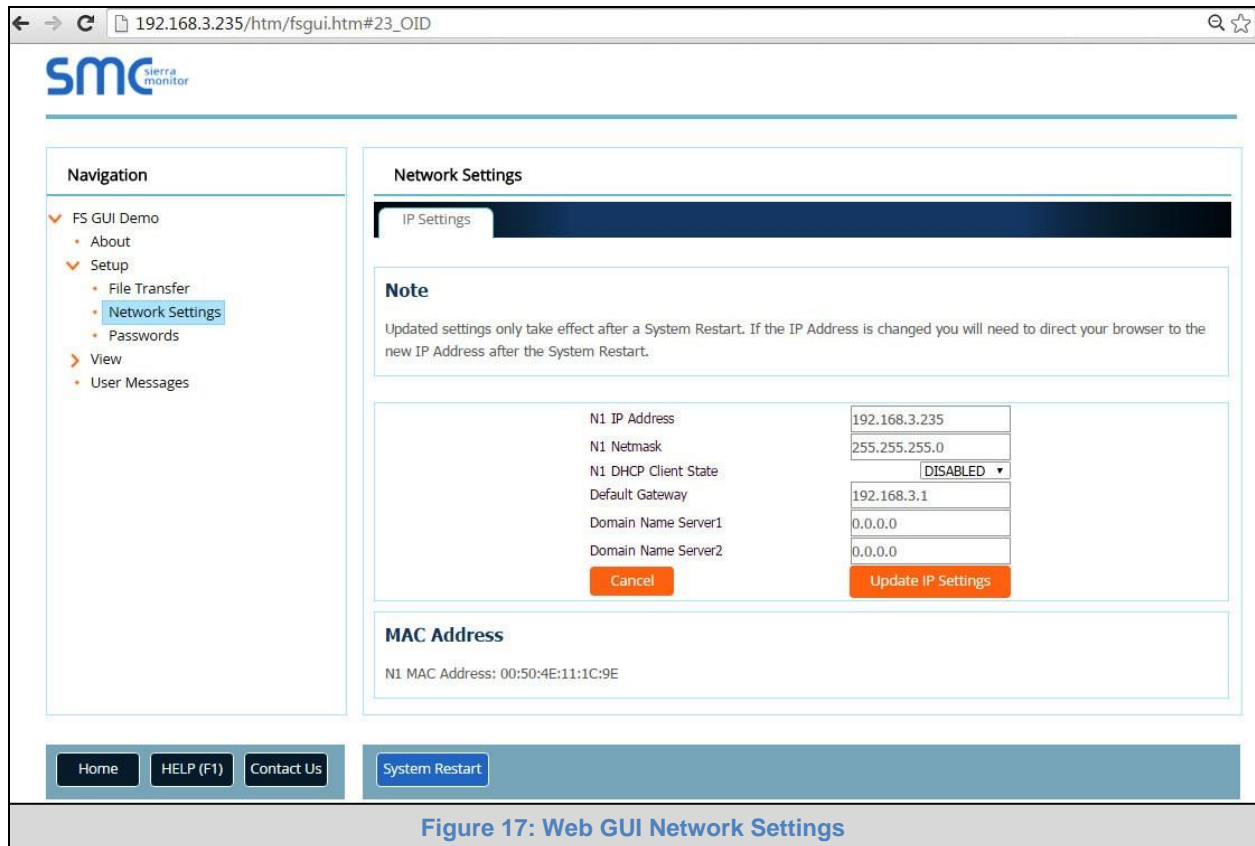 192.168.3.235/htm/fsgui.htm#23_OID
smc sierra monitor
Navigation
FS GUI Demo
About
Setup
File Transfer
Network Settings
Passwords
View
User Messages
Network Settings
IP Settings
Note
Updated settings only take effect after a System Restart. If the IP Address is changed you will need to direct your browser to the
new IP Address after the System Restart.
N1 IP Address 192.168.3.235
N1 Netmask 255.255.255.0
N1 DHCP Client State DISABLED
Default Gateway 192.168.3.1
Domain Name Server1 0.0.0.0
Domain Name Server2 0.0.0.0
Cancel Update IP Settings
MAC Address
N1 MAC Address: 00:50:4E:11:1C:9E
Home HELP (F1) Contact Us System Restart
Figure 17: Web GUI Network Settings